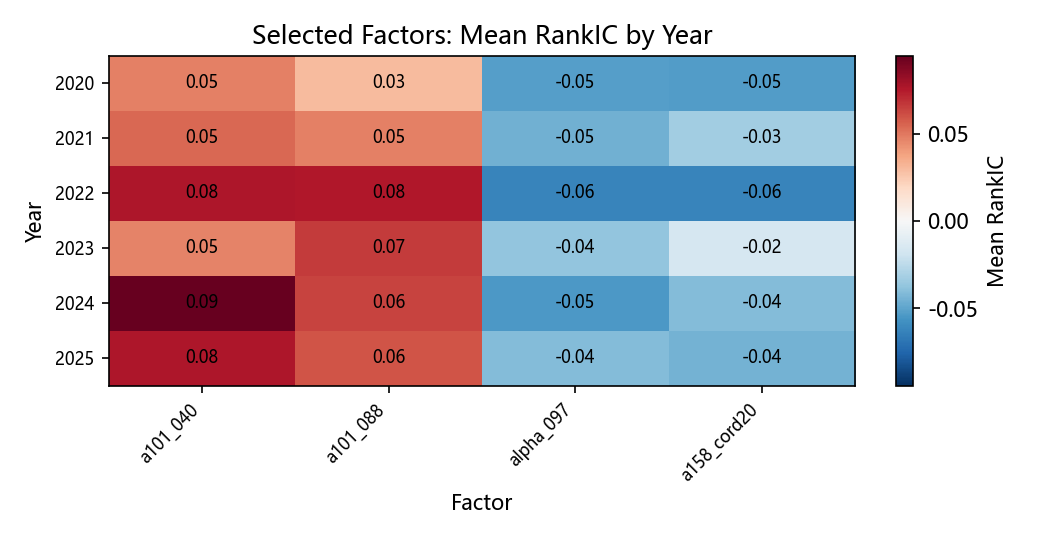 Selected Factors: Mean RankIC by Year
2020 0.05 0.03 -0.05 -0.05
2021 0.05 0.05 -0.05 -0.03
2022 0.08 0.08 -0.06 -0.06
2023 0.05 0.07 -0.04 -0.02
2024 0.09 0.06 -0.05 -0.04
2025 0.08 0.06 -0.04 -0.04
Year
a101_040 a101_088 alpha_097 a158_cord20
Factor
0.05
0.00
-0.05
Mean RankIC